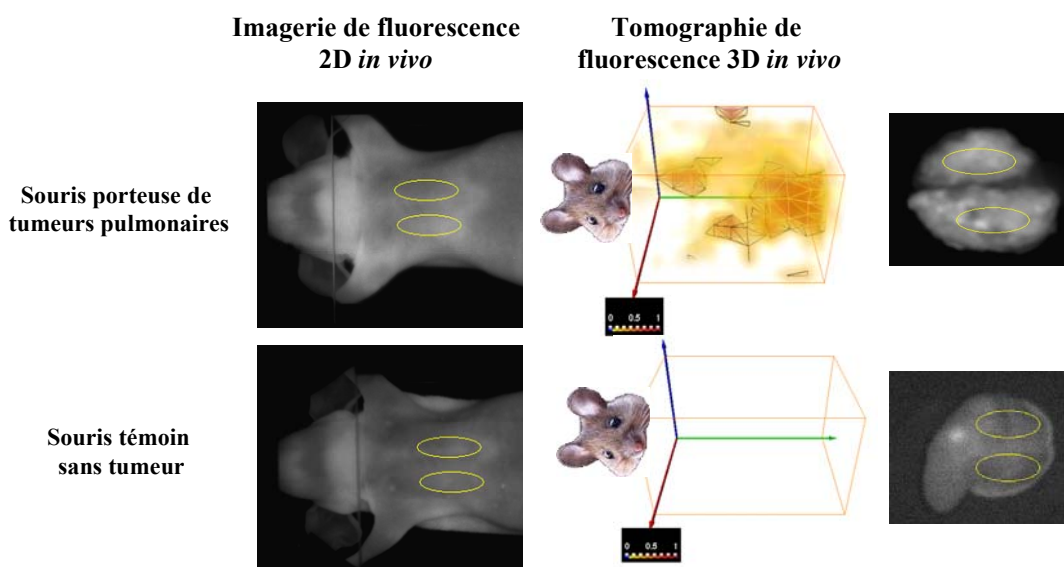 Imagerie de fluorescence
2D in vivo
Tomographie de
fluorescence 3D in vivo
Souris porteuse de
tumeurs pulmonaires
0 0.5 1
Souris témoin
sans tumeur
0 0.5 1